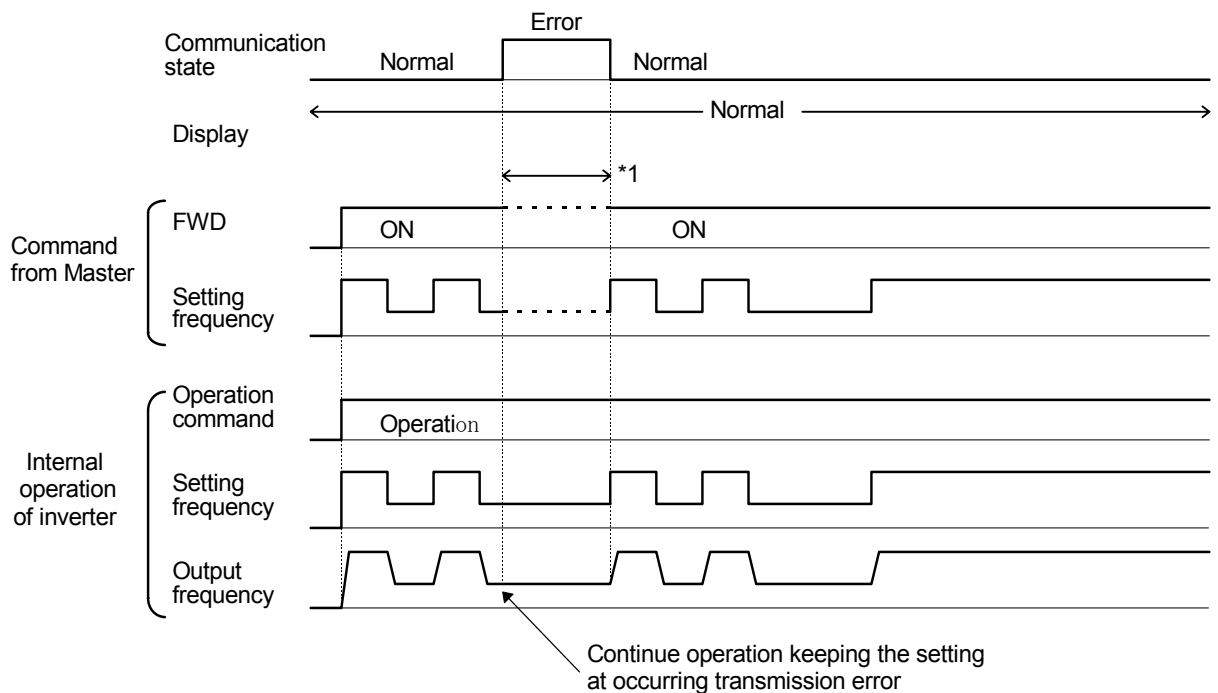 Error
Communication
state
Normal
Normal
Display
Normal
*1
Command
from Master
FWD
ON
ON
Setting
frequency
Internal
operation
of inverter
Operation
command
Operation
Setting
frequency
Output
frequency
Continue operation keeping the setting
at occurring transmission error